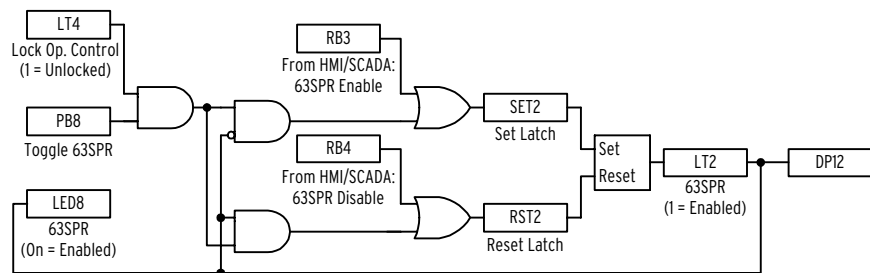 LT4
Lock Op. Control
(1 = Unlocked)
PB8
Toggle 63SPR
LED8
63SPR
(On = Enabled)
RB3
From HMI/SCADA:
63SPR Enable
RB4
From HMI/SCADA:
63SPR Disable
SET2
Set Latch
RST2
Reset Latch
Set
Reset
LT2
63SPR
(1 = Enabled)
DP12